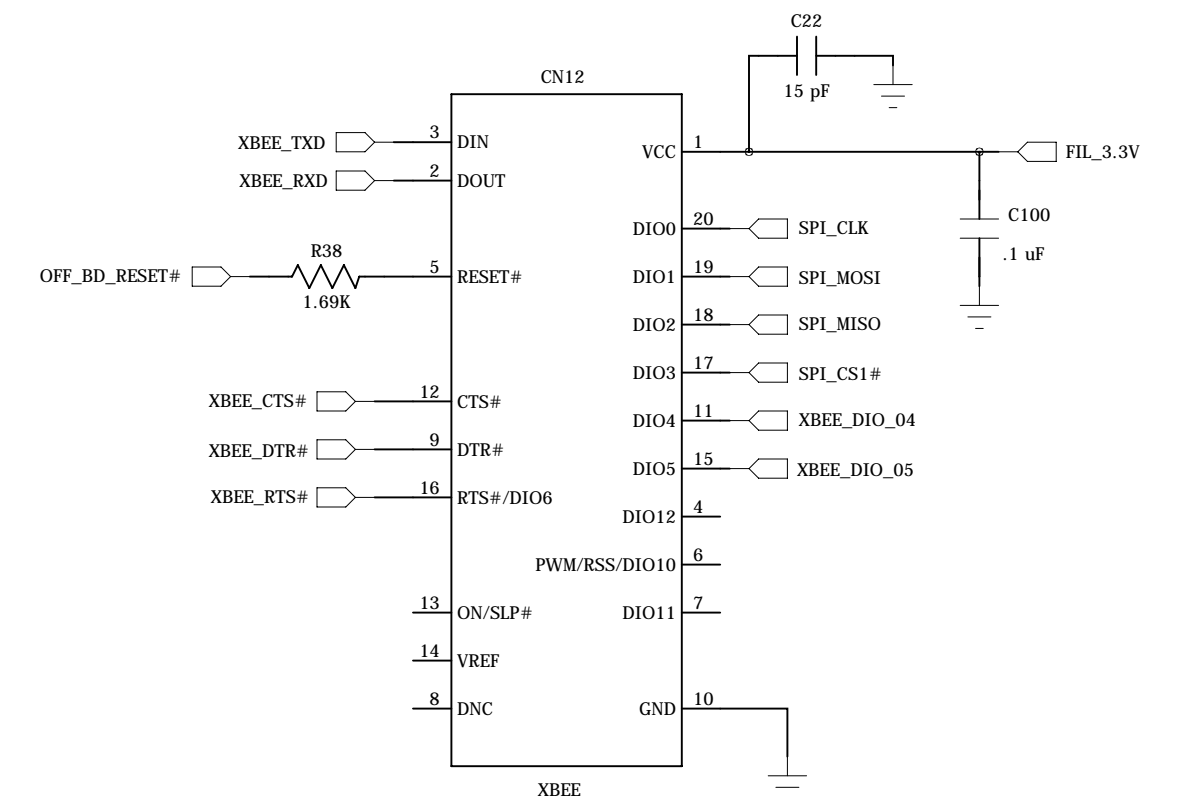 C22
15 pF
CN12
XBEE_TXD 3 DIN
VCC 1 FIL_3.3V
XBEE_RXD 2 DOUT
C100
.1 uF
DIO0 20 SPI_CLK
R38
OFF_BD_RESET# 5 RESET#
1.69K
DIO1 19 SPI_MOSI
DIO2 18 SPI_MISO
DIO3 17 SPI_CS1#
XBEE_CTS# 12 CTS#
DIO4 11 XBEE_DIO_04
XBEE_DTR# 9 DTR#
DIO5 15 XBEE_DIO_05
XBEE_RTS# 16 RTS#/DIO6
DIO12 4
PWM/RSS/DIO10 6
13 ON/SLP#
DIO11 7
14 VREF
8 DNC
GND 10
XBEE